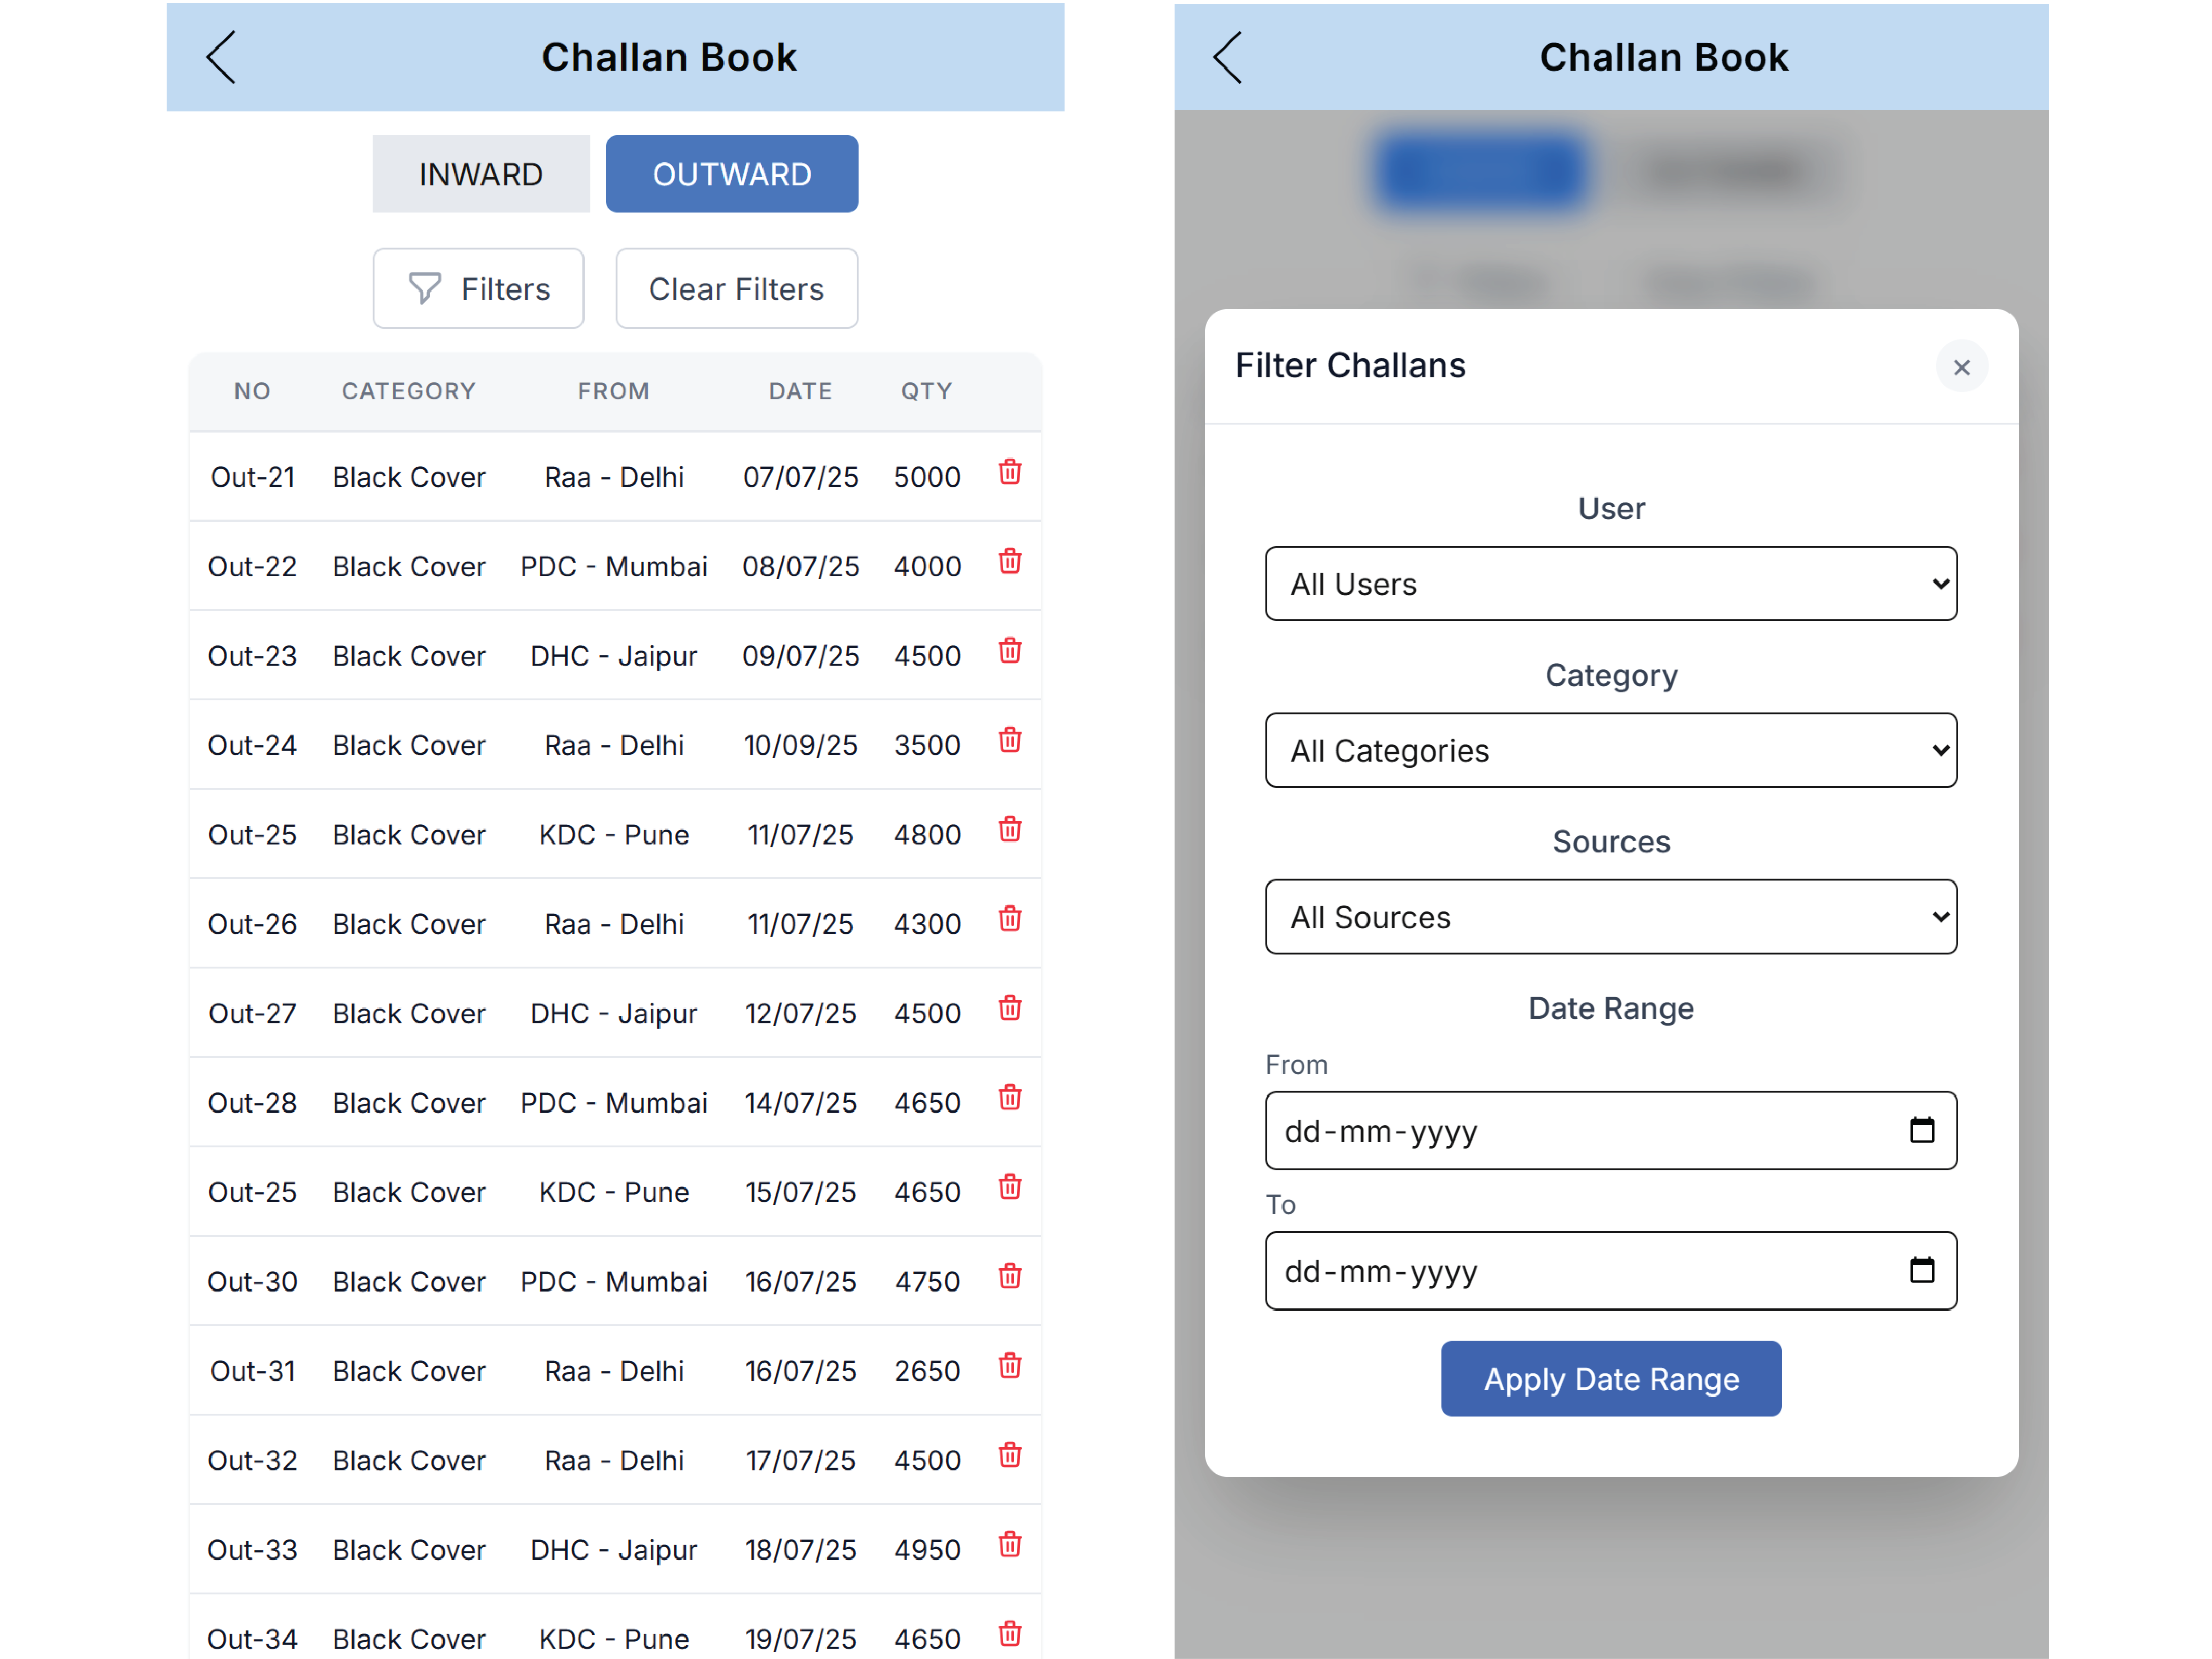 Challan Book
INWARD OUTWARD
Filters Clear Filters
NO CATEGORY FROM DATE QTY
Out-21 Black Cover Raa - Delhi 07/07/25 5000
Out-22 Black Cover PDC - Mumbai 08/07/25 4000
Out-23 Black Cover DHC - Jaipur 09/07/25 4500
Out-24 Black Cover Raa - Delhi 10/09/25 3500
Out-25 Black Cover KDC - Pune 11/07/25 4800
Out-26 Black Cover Raa - Delhi 11/07/25 4300
Out-27 Black Cover DHC - Jaipur 12/07/25 4500
Out-28 Black Cover PDC - Mumbai 14/07/25 4650
Out-25 Black Cover KDC - Pune 15/07/25 4650
Out-30 Black Cover PDC - Mumbai 16/07/25 4750
Out-31 Black Cover Raa - Delhi 16/07/25 2650
Out-32 Black Cover Raa - Delhi 17/07/25 4500
Out-33 Black Cover DHC - Jaipur 18/07/25 4950
Out-34 Black Cover KDC - Pune 19/07/25 4650
Challan Book
Filter Challans
User
All Users
Category
All Categories
Sources
All Sources
Date Range
From
dd-mm-yyyy
To
dd-mm-yyyy
Apply Date Range